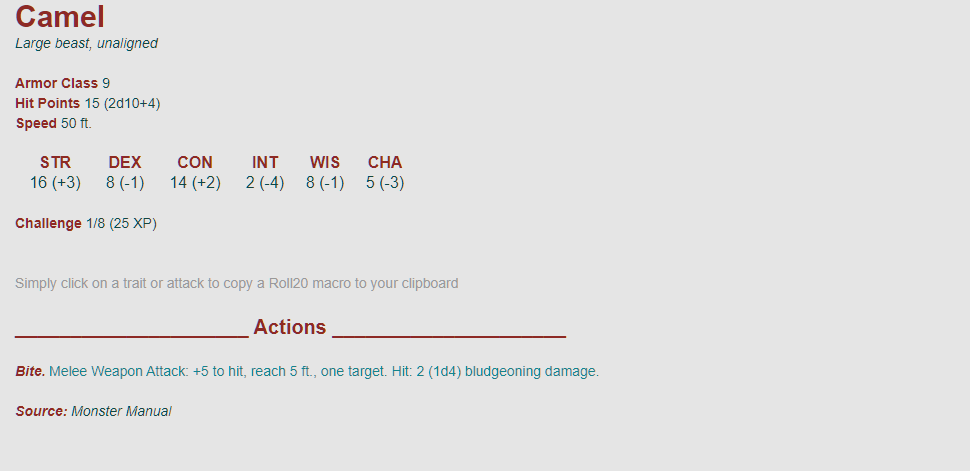 Camel
Large beast, unaligned
Armor Class 9
Hit Points 15 (2d10+4)
Speed 50 ft.
STR DEX CON INT WIS CHA
16 (+3) 8 (-1) 14 (+2) 2 (-4) 8 (-1) 5 (-3)
Challenge 1/8 (25 XP)
Simply click on a trait or attack to copy a Roll20 macro to your clipboard
Actions
Bite. Melee Weapon Attack: +5 to hit, reach 5 ft., one target. Hit: 2 (1d4) bludgeoning damage.
Source: Monster Manual